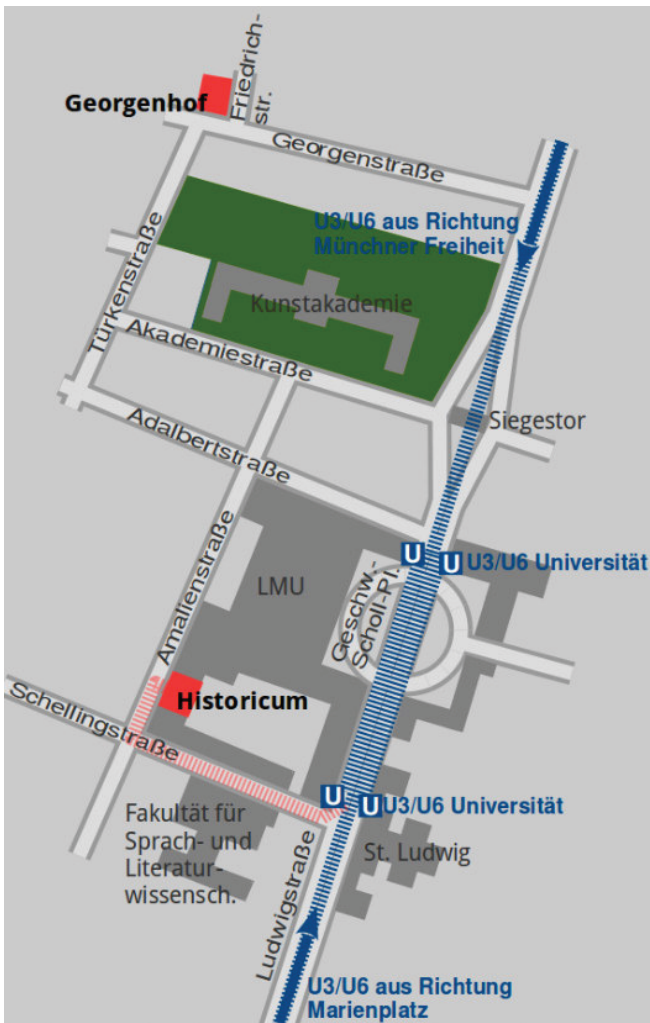 Friedrich-
str.
Georgenhof
Georgenstraße
U3/U6 aus Richtung
Münchner Freiheit
Türkenstraße
Kunstakademie
Akademiestraße
Siegestor
Adalbertstraße
U
U
U3/U6 Universität
Amalienstraße
LMU
Geschw.-
Scholl-Pl.
Historicum
Schellingstraße
U
U
U3/U6 Universität
Fakultät für
Sprach- und
Literatur-
wissensch.
St. Ludwig
Ludwigstraße
U3/U6 aus Richtung
Marienplatz